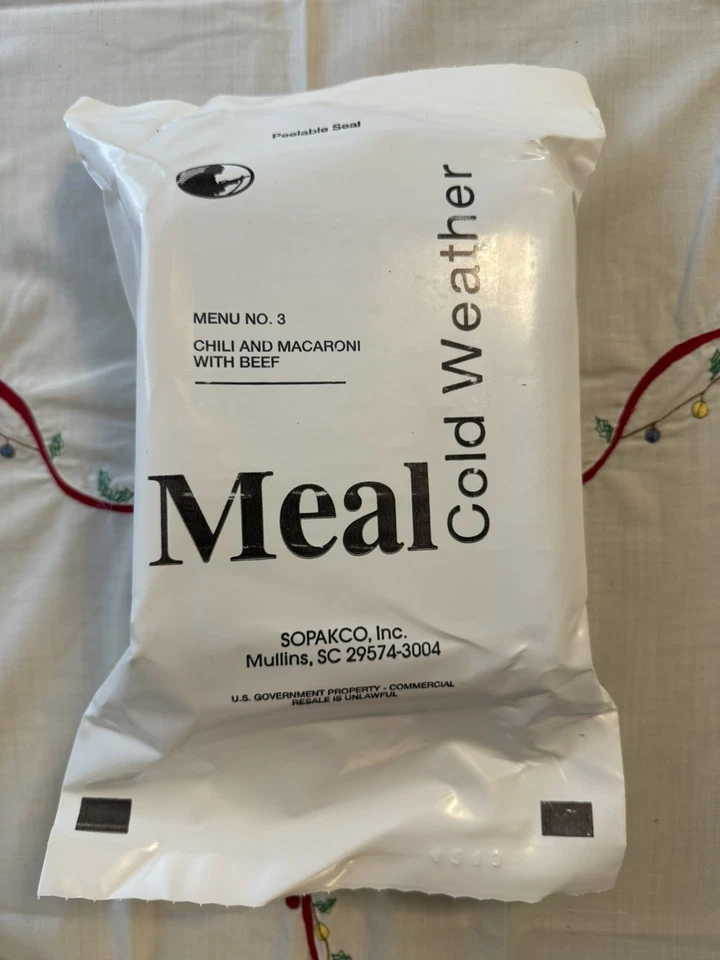 Peelable Seal
MENU NO. 3
CHILI AND MACARONI
WITH BEEF
Meal
Cold Weather
SOPAKCO, Inc.
Mullins, SC 29574-3004
U.S. GOVERNMENT PROPERTY - COMMERCIAL
RESALE IS UNLAWFUL